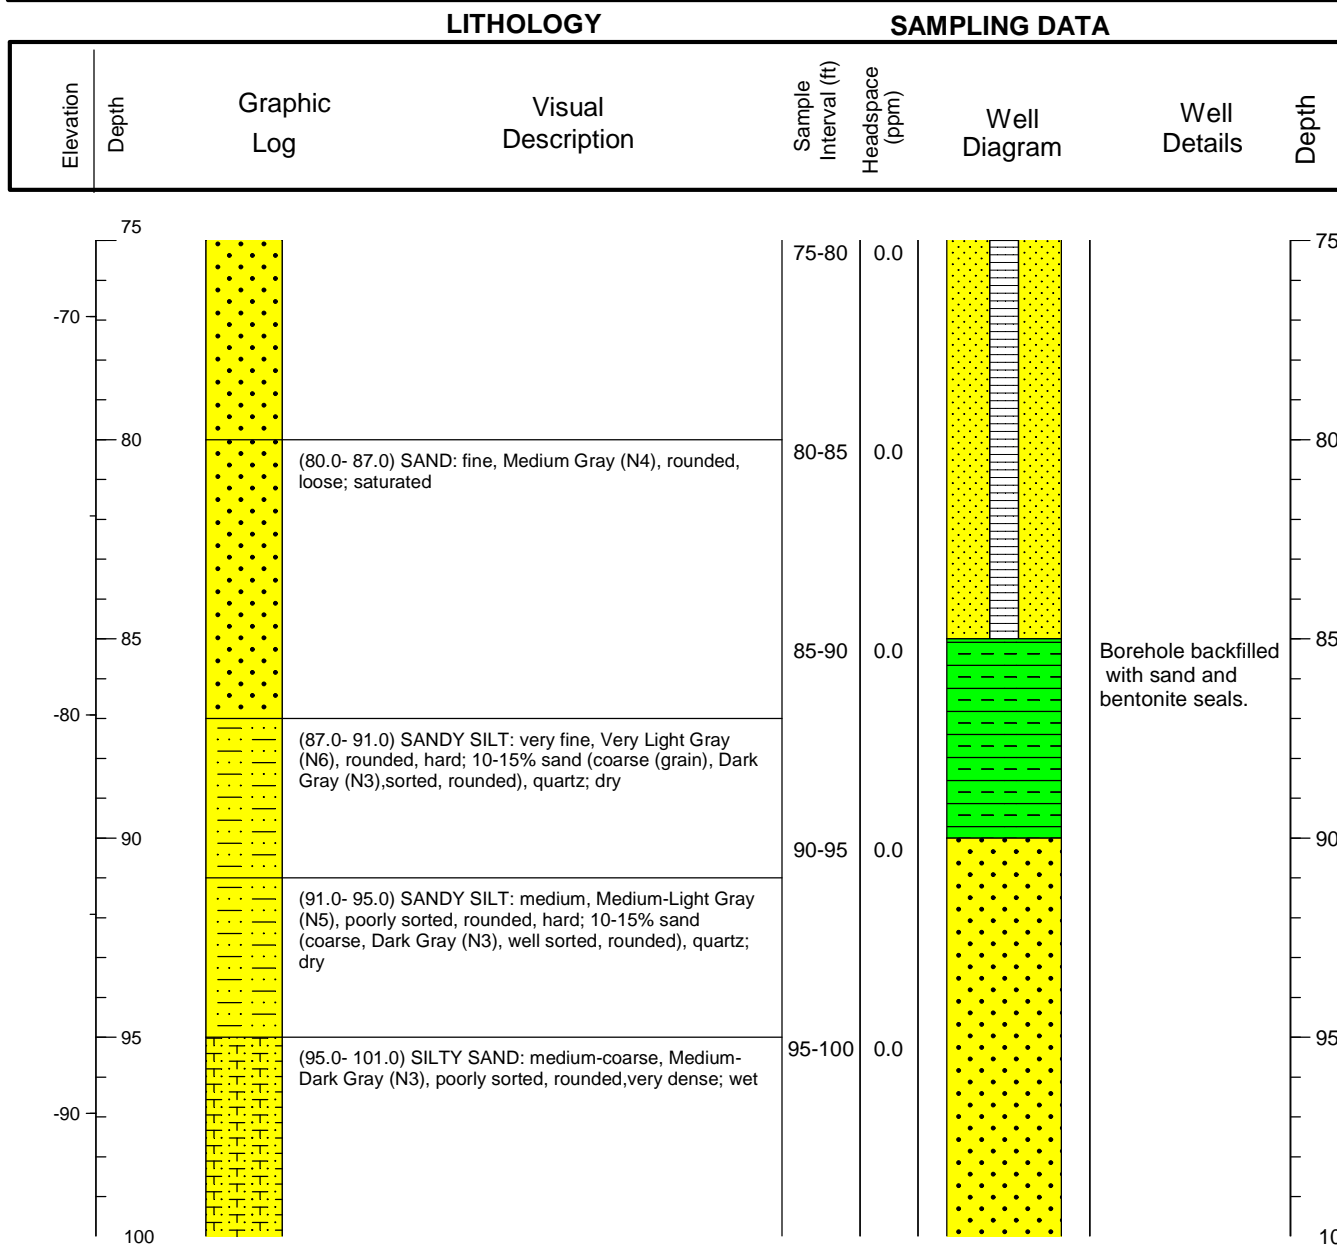 LITHOLOGY
SAMPLING DATA
Elevation
Depth
Graphic
Log
Visual
Description
Sample
Interval (ft)
Headspace
(ppm)
Well
Diagram
Well
Details
Depth
75
75-80
0.0
75
-70
80
80-85
0.0
80
(80.0- 87.0) SAND: fine, Medium Gray (N4), rounded,
loose; saturated
85
85-90
0.0
85
Borehole backfilled
with sand and
bentonite seals.
-80
(87.0- 91.0) SANDY SILT: very fine, Very Light Gray
(N6), rounded, hard; 10-15% sand (coarse (grain), Dark
Gray (N3),sorted, rounded), quartz; dry
90
90-95
0.0
90
(91.0- 95.0) SANDY SILT: medium, Medium-Light Gray
(N5), poorly sorted, rounded, hard; 10-15% sand
(coarse, Dark Gray (N3), well sorted, rounded), quartz;
dry
95
95-100
0.0
95
(95.0- 101.0) SILTY SAND: medium-coarse, Medium-
Dark Gray (N3), poorly sorted, rounded,very dense; wet
-90
100